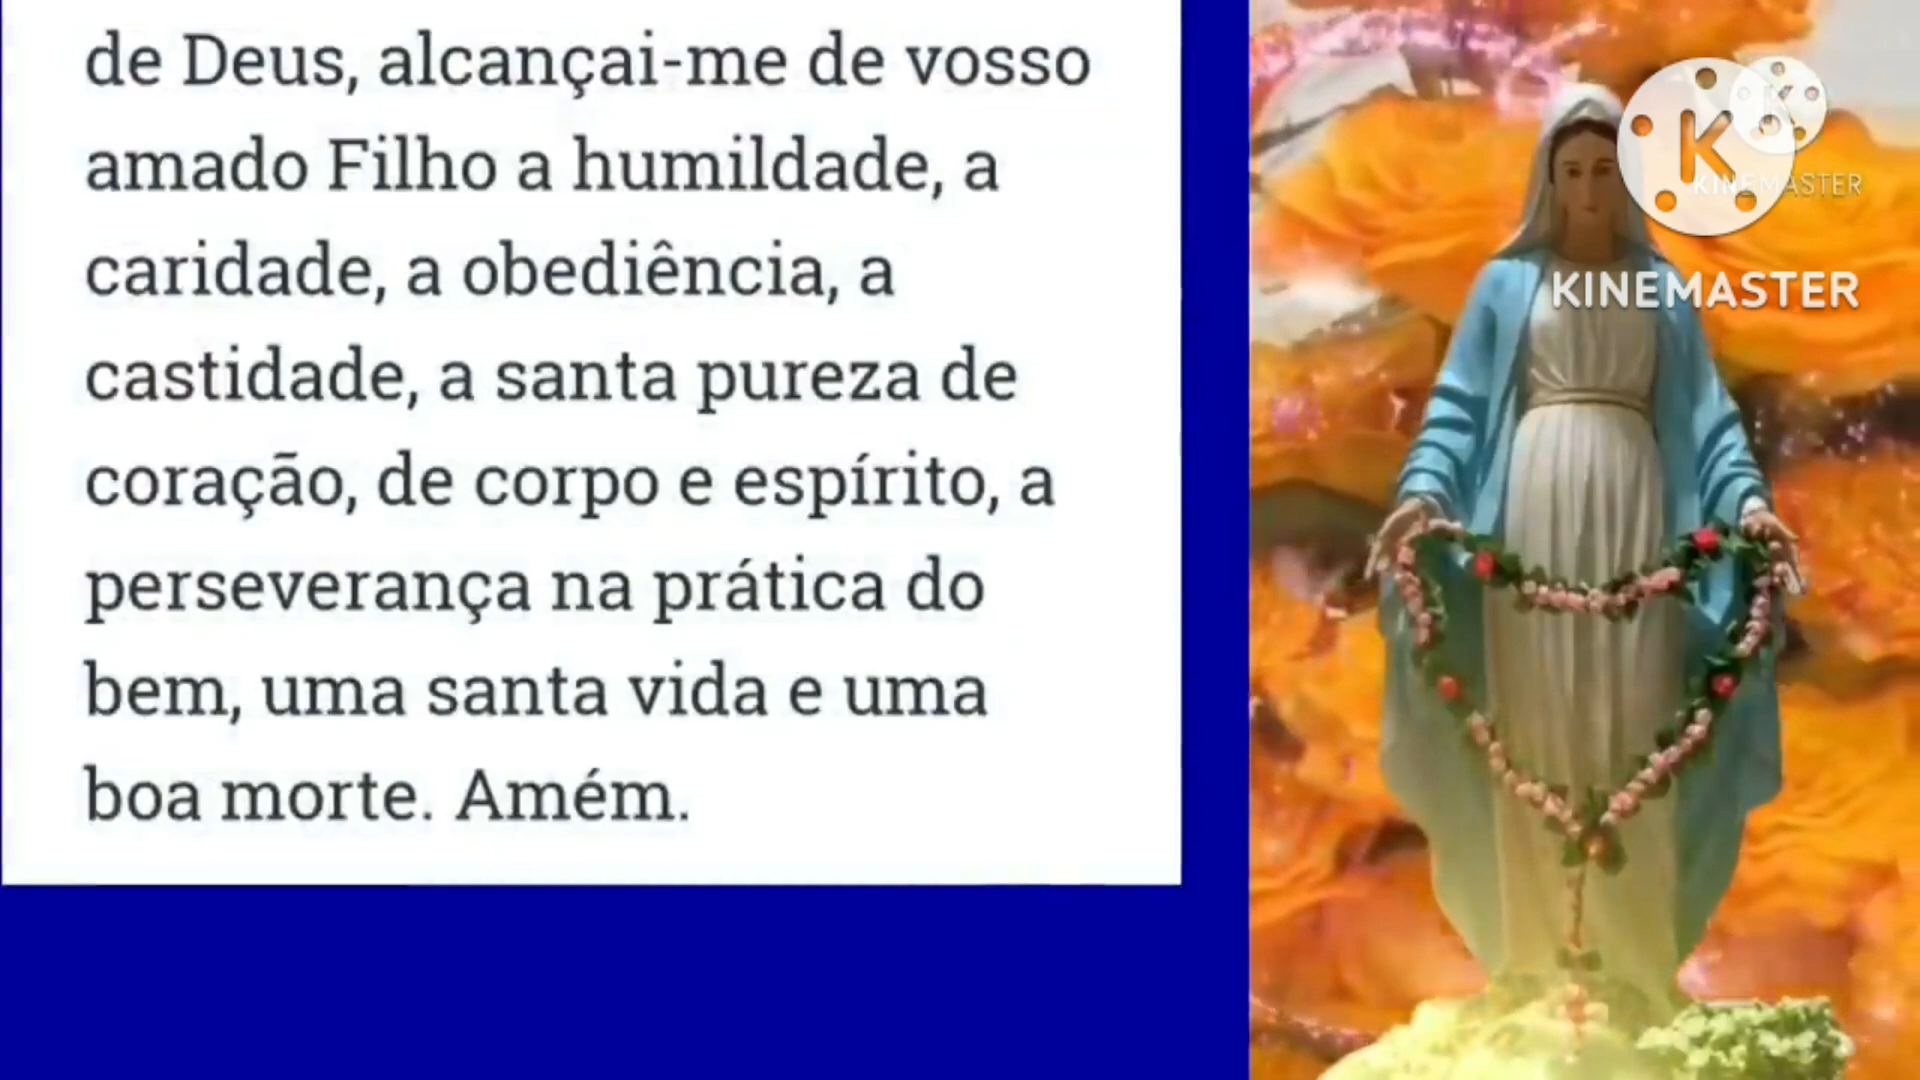 de Deus, alcançai-me de vosso
amado Filho a humildade, a
caridade, a obediência, a
castidade, a santa pureza de
coração, de corpo e espírito, a
perseverança na prática do
bem, uma santa vida e uma
boa morte. Amém.
K
K
KINEMASTER
KINEMASTER